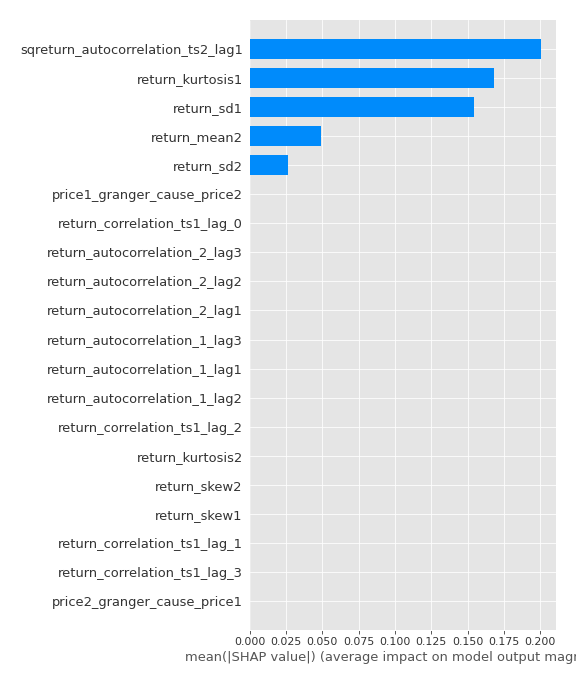 sqreturn_autocorrelation_ts2_lag1
return_kurtosis1
return_sd1
return_mean2
return_sd2
price1_granger_cause_price2
return_correlation_ts1_lag_0
return_autocorrelation_2_lag3
return_autocorrelation_2_lag2
return_autocorrelation_2_lag1
return_autocorrelation_1_lag3
return_autocorrelation_1_lag1
return_autocorrelation_1_lag2
return_correlation_ts1_lag_2
return_kurtosis2
return_skew2
return_skew1
return_correlation_ts1_lag_1
return_correlation_ts1_lag_3
price2_granger_cause_price1
0.000 0.025 0.050 0.075 0.100 0.125 0.150 0.175 0.200
mean(|SHAP value|) (average impact on model output magn